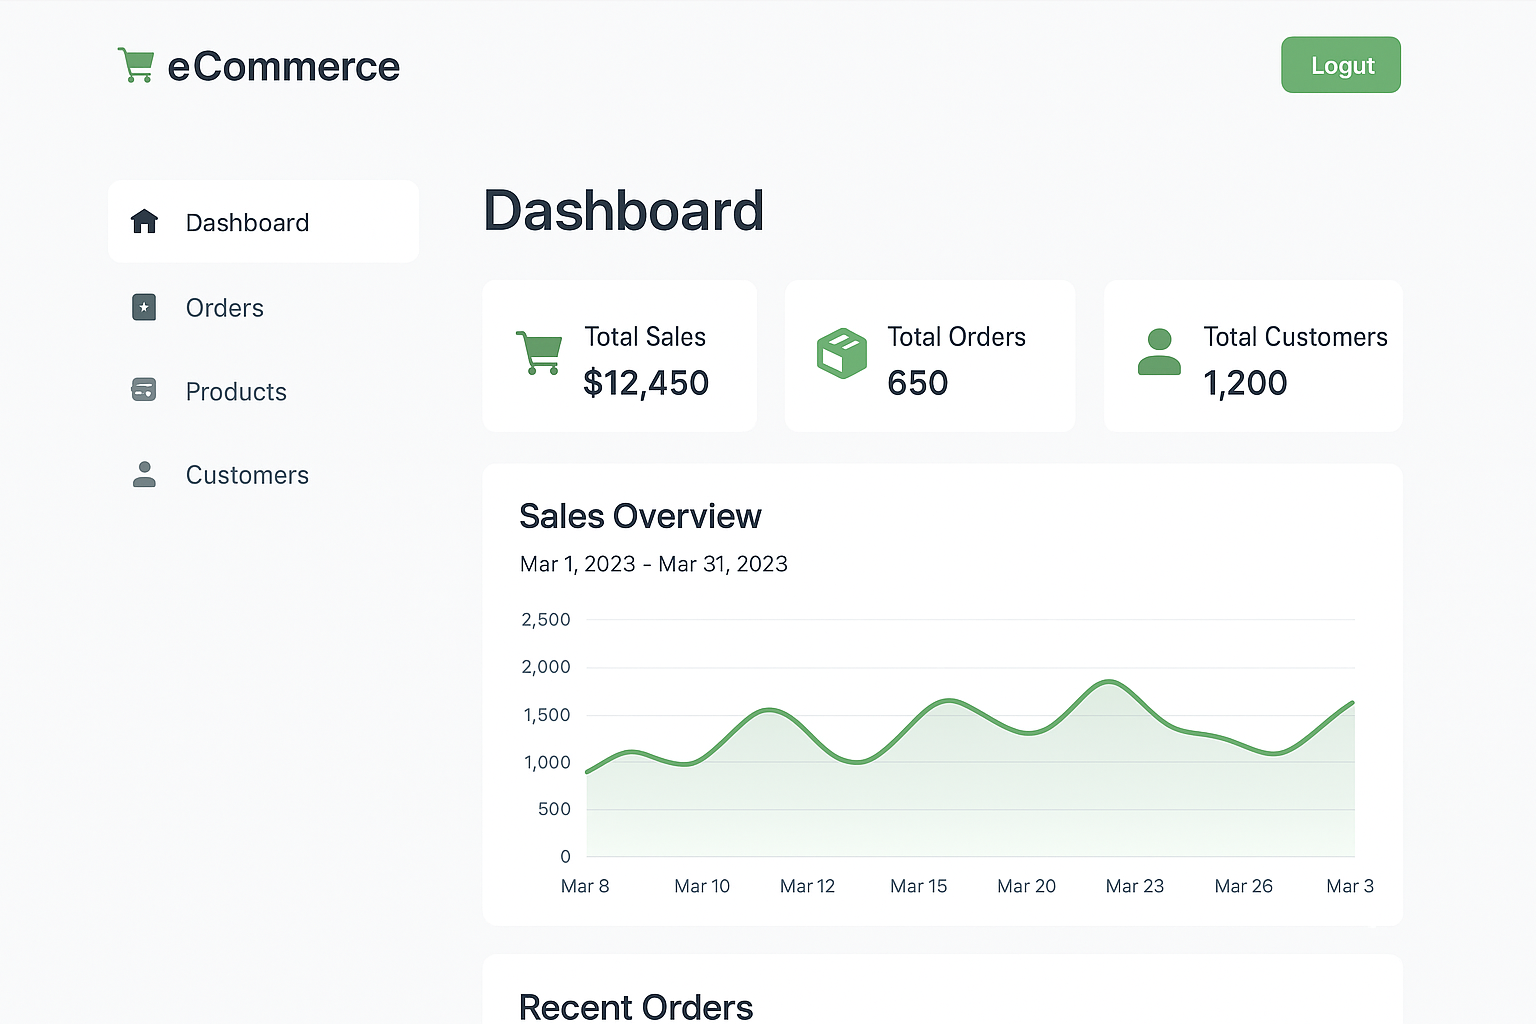 eCommerce
Logut
Dashboard
Orders
Products
Customers
Dashboard
Total Sales
$12,450
Total Orders
650
Total Customers
1,200
Sales Overview
Mar 1, 2023 - Mar 31, 2023
2,500
2,000
1,500
1,000
500
0
Mar 8 Mar 10 Mar 12 Mar 15 Mar 20 Mar 23 Mar 26 Mar 3
Recent Orders